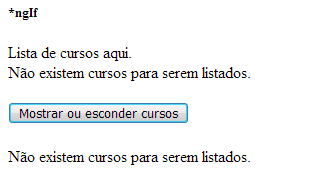 *ngIf
Lista de cursos aqui.
Não existem cursos para serem listados.
Mostrar ou esconder cursos
Não existem cursos para serem listados.